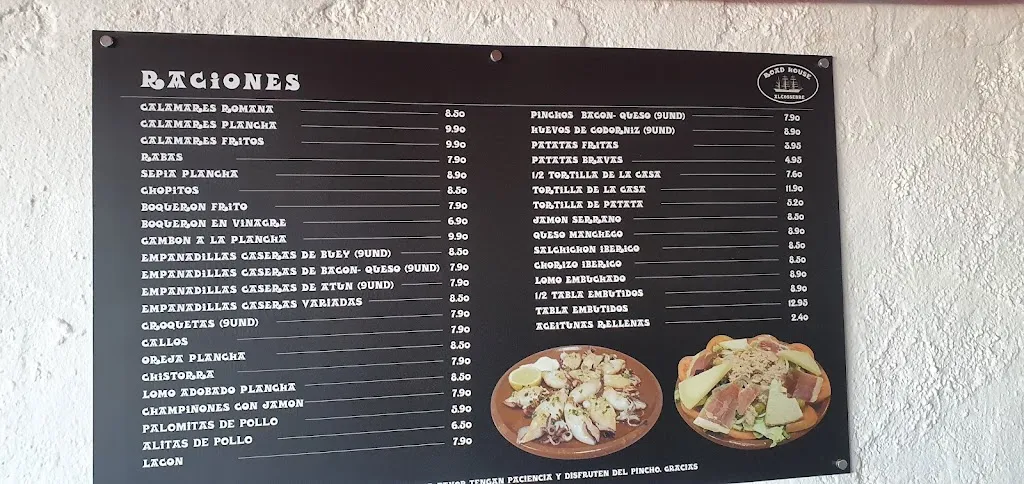 RACIONES
ROAD HOUSE
ALCOSSEBRE
CALAMARES ROMANA 8.50
CALAMARES PLANCHA 9.90
CALAMARES FRITOS 9.90
RABAS 7.90
SEPIA PLANCHA 8.90
CHOPITOS 8.50
BOQUERON FRITO 7.90
BOQUERON EN VINAGRE 6.90
GAMBON A LA PLANCHA 9.90
EMPANADILLAS CASERAS DE BUEY (9UND) 8.50
EMPANADILLAS CASERAS DE BACON- QUESO (9UND) 7.90
EMPANADILLAS CASERAS DE ATUN (9UND) 7.90
EMPANADILLAS CASERAS VARIADAS 8.50
CROQUETAS (9UND) 7.90
CALLOS 7.90
OREJA PLANCHA 8.50
CHISTORRA 7.90
LOMO ADOBADO PLANCHA 8.50
CHAMPINONES CON JAMON 7.90
PALOMITAS DE POLLO 5.90
ALITAS DE POLLO 6.50
LACON 7.90
PINCHOS BACON- QUESO (9UND) 7.90
HUEVOS DE CODORNIZ (9UND) 8.90
PATATAS FRITAS 3.95
PATATAS BRAVAS 4.95
1/2 TORTILLA DE LA CASA 7.60
TORTILLA DE LA CASA 11.90
TORTILLA DE PATATA 5.20
JAMON SERRANO 8.50
QUESO MANCHEGO 8.90
SALCHICHON IBERICO 8.50
CHORIZO IBERICO 8.50
LOMO EMBUCHADO 8.90
1/2 TABLA EMBUTIDOS 8.90
TABLA EMBUTIDOS 12.95
ACEITUNAS RELLENAS 2.40
TENGAN PACIENCIA Y DISFRUTEN DEL PINCHO. GRACIAS